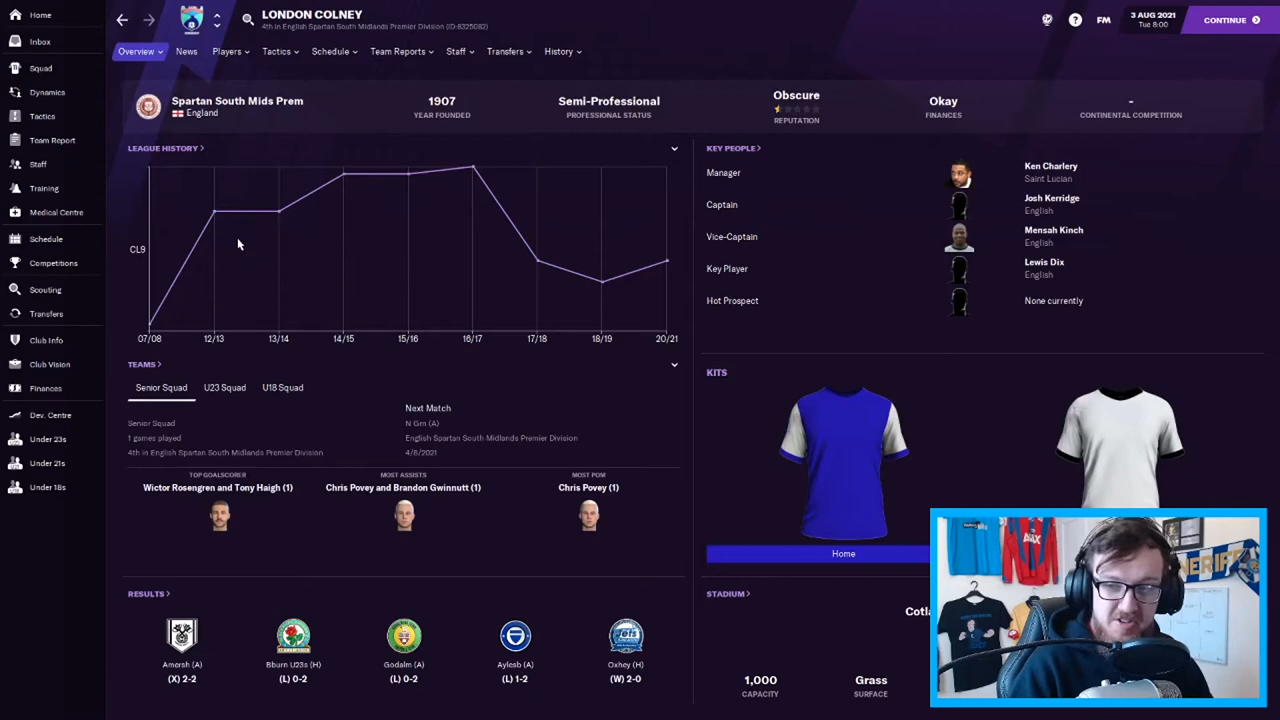 Home
LONDON COLNEY
4th in English Spartan South Midlands Premier Division (ID:8325082)
FM
3 AUG 2021
Tue 8:00
CONTINUE
Inbox
Overview
News
Players
Tactics
Schedule
Team Reports
Staff
Transfers
History
Squad
Dynamics
Tactics
Team Report
Staff
Training
Medical Centre
Schedule
Competitions
Scouting
Transfers
Club Info
Club Vision
Finances
Dev. Centre
Under 23s
Under 21s
Under 18s
Spartan South Mids Prem
England
1907
YEAR FOUNDED
Semi-Professional
PROFESSIONAL STATUS
Obscure
REPUTATION
Okay
FINANCES
-
CONTINENTAL COMPETITION
LEAGUE HISTORY
CL9
07/08
12/13
13/14
14/15
15/16
16/17
17/18
18/19
20/21
KEY PEOPLE
Manager
Ken Charlery
Saint Lucian
Captain
Josh Kerridge
English
Vice-Captain
Mensah Kinch
English
Key Player
Lewis Dix
English
Hot Prospect
None currently
TEAMS
Senior Squad
U23 Squad
U18 Squad
Next Match
Senior Squad
N Grn (A)
1 games played
English Spartan South Midlands Premier Division
4th in English Spartan South Midlands Premier Division
4/8/2021
TOP GOALSCORER
Wictor Rosengren and Tony Haigh (1)
MOST ASSISTS
Chris Povey and Brandon Gwinnutt (1)
MOST POM
Chris Povey (1)
KITS
Home
RESULTS
Amersh (A)
(X) 2-2
Bburn U23s (H)
(L) 0-2
Godalm (A)
(L) 0-2
Aylesb (A)
(L) 1-2
Oxhey (H)
(W) 2-0
STADIUM
Cotla
1,000
CAPACITY
Grass
SURFACE